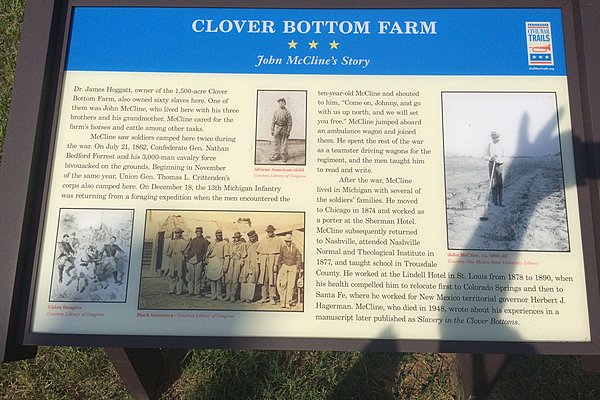 CLOVER BOTTOM FARM
John McCline's Story
TENNESSEE
CIVIL WAR
TRAILS
CivilWarTrails.org
Dr. James Hoggatt, owner of the 1,500-acre Clover
Bottom Farm, also owned sixty slaves here. One of
them was John McCline, who lived here with his three
brothers and his grandmother. McCline cared for the
farm's horses and cattle among other tasks.
McCline saw soldiers camped here twice during
the war. On July 21, 1862, Confederate Gen. Nathan
Bedford Forrest and his 3,000-man cavalry force
bivouacked on the grounds. Beginning in November
of the same year, Union Gen. Thomas L. Crittenden's
corps also camped here. On December 18, the 13th Michigan Infantry
was returning from a foraging expedition when the men encountered the
African American child
Courtesy Library of Congress
Union foragers
Courtesy Library of Congress
Black teamsters – Courtesy Library of Congress
ten-year-old McCline and shouted
to him, "Come on, Johnny, and go
with us up north, and we will set
you free." McCline jumped aboard
an ambulance wagon and joined
them. He spent the rest of the war
as a teamster driving wagons for the
regiment, and the men taught him
to read and write.
After the war, McCline
lived in Michigan with several of
the soldiers' families. He moved
to Chicago in 1874 and worked as
a porter at the Sherman Hotel.
McCline subsequently returned
to Nashville, attended Nashville
Normal and Theological Institute in
1877, and taught school in Trousdale
County. He worked at the Lindell Hotel in St. Louis from 1878 to 1890, when
his health compelled him to relocate first to Colorado Springs and then to
Santa Fe, where he worked for New Mexico territorial governor Herbert J.
Hagerman. McCline, who died in 1948, wrote about his experiences in a
manuscript later published as Slavery in the Clover Bottoms.
John McCline, ca.
Courtesy New Mexico State University Library